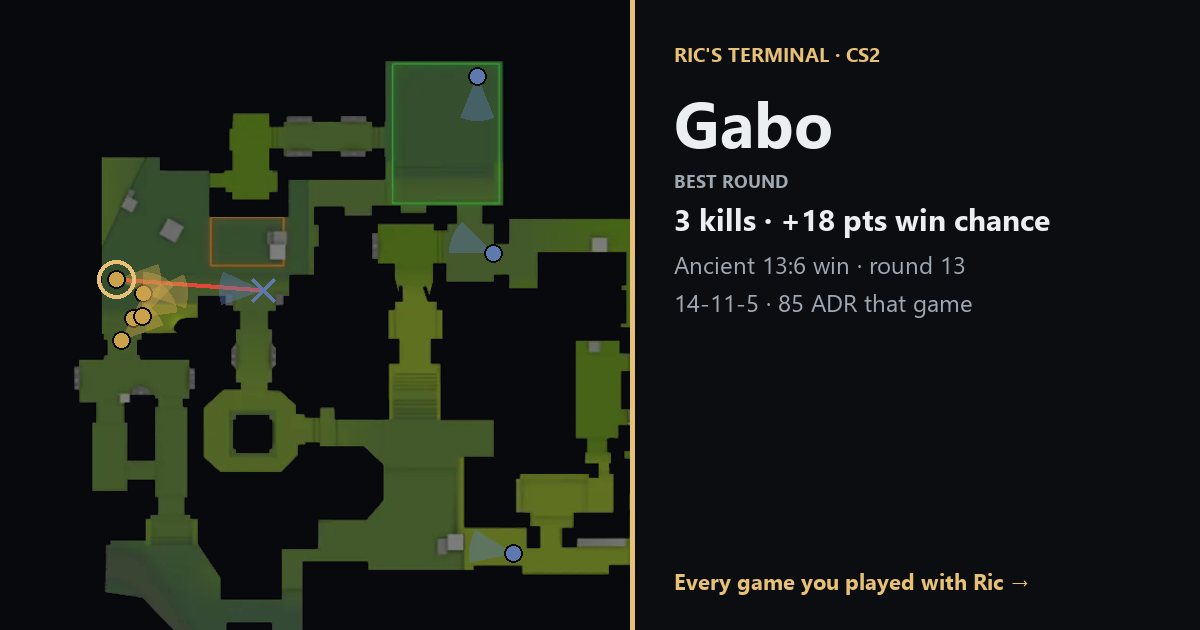 RIC'S TERMINAL · CS2
Gabo
BEST ROUND
3 kills · +18 pts win chance
Ancient 13:6 win · round 13
14-11-5 · 85 ADR that game
Every game you played with Ric →